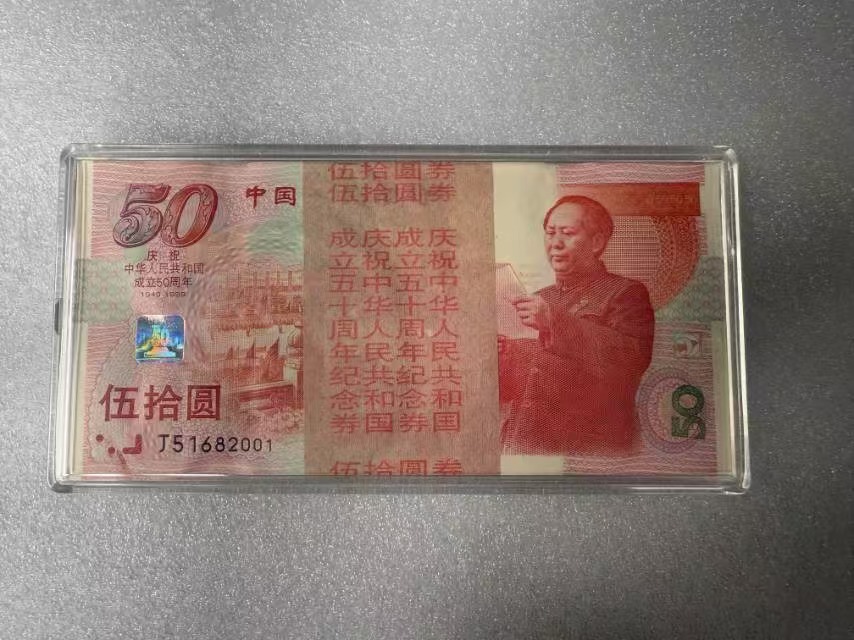 50
中国
庆祝
中华人民共和国
成立50周年
1949-1999
伍拾圆
J51682001
伍拾圆券
伍拾圆券
庆祝中华人民共和国
成立五十周年纪念券
庆祝中华人民共和国
成立五十周年纪念券
伍拾圆券
50